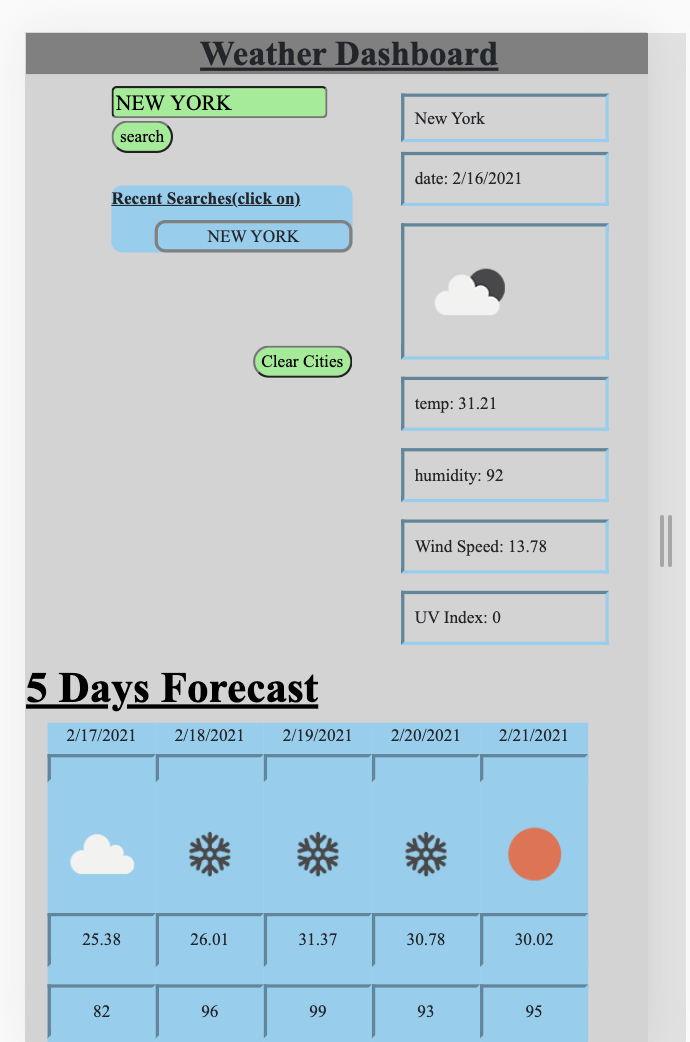 Weather Dashboard
NEW YORK
search
Recent Searches(click on)
NEW YORK
Clear Cities
New York
date: 2/16/2021
temp: 31.21
humidity: 92
Wind Speed: 13.78
UV Index: 0
5 Days Forecast
2/17/2021 2/18/2021 2/19/2021 2/20/2021 2/21/2021
25.38 26.01 31.37 30.78 30.02
82 96 99 93 95